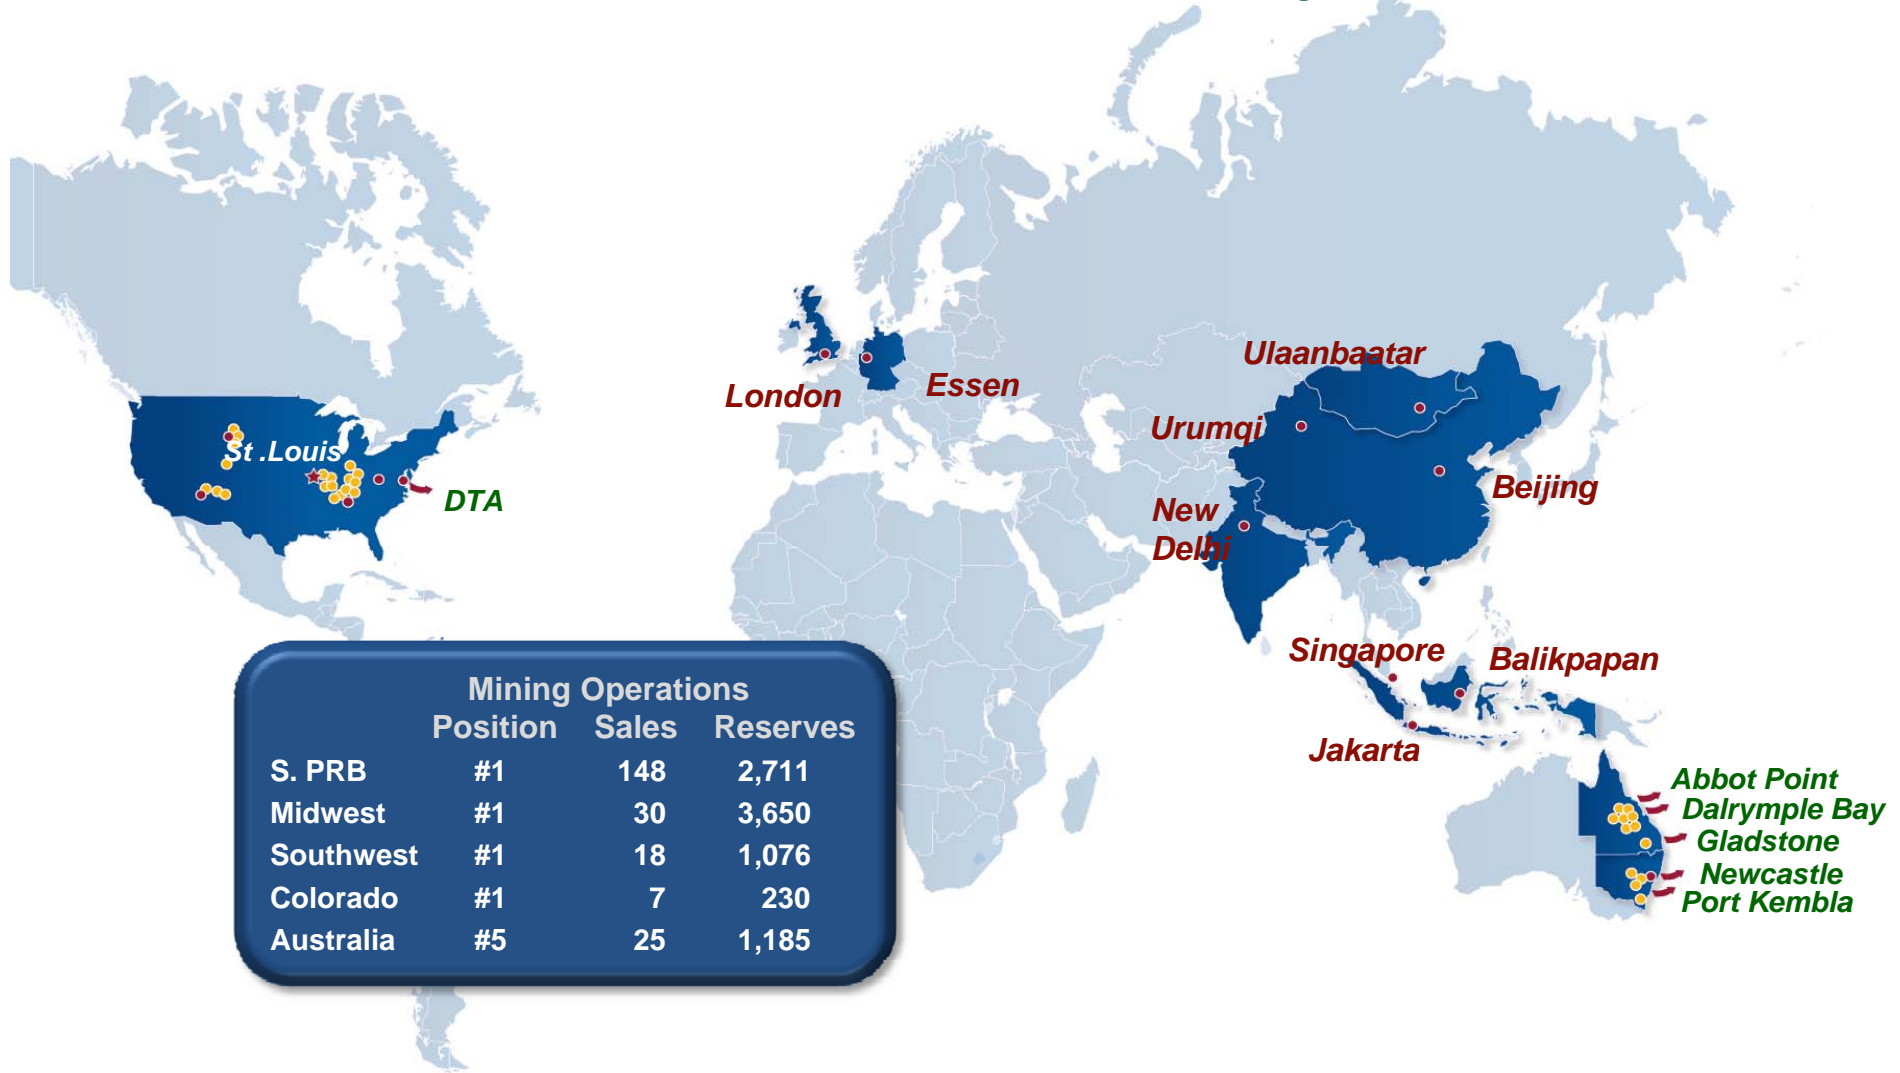 Ulaanbaatar
London
Essen
Urumqi
St .Louis
DTA
Beijing
New
Delhi
Singapore
Balikpapan
Jakarta
Mining Operations
Position Sales Reserves
S. PRB #1 148 2,711
Midwest #1 30 3,650
Southwest #1 18 1,076
Colorado #1 7 230
Australia #5 25 1,185
Abbot Point
Dalrymple Bay
Gladstone
Newcastle
Port Kembla